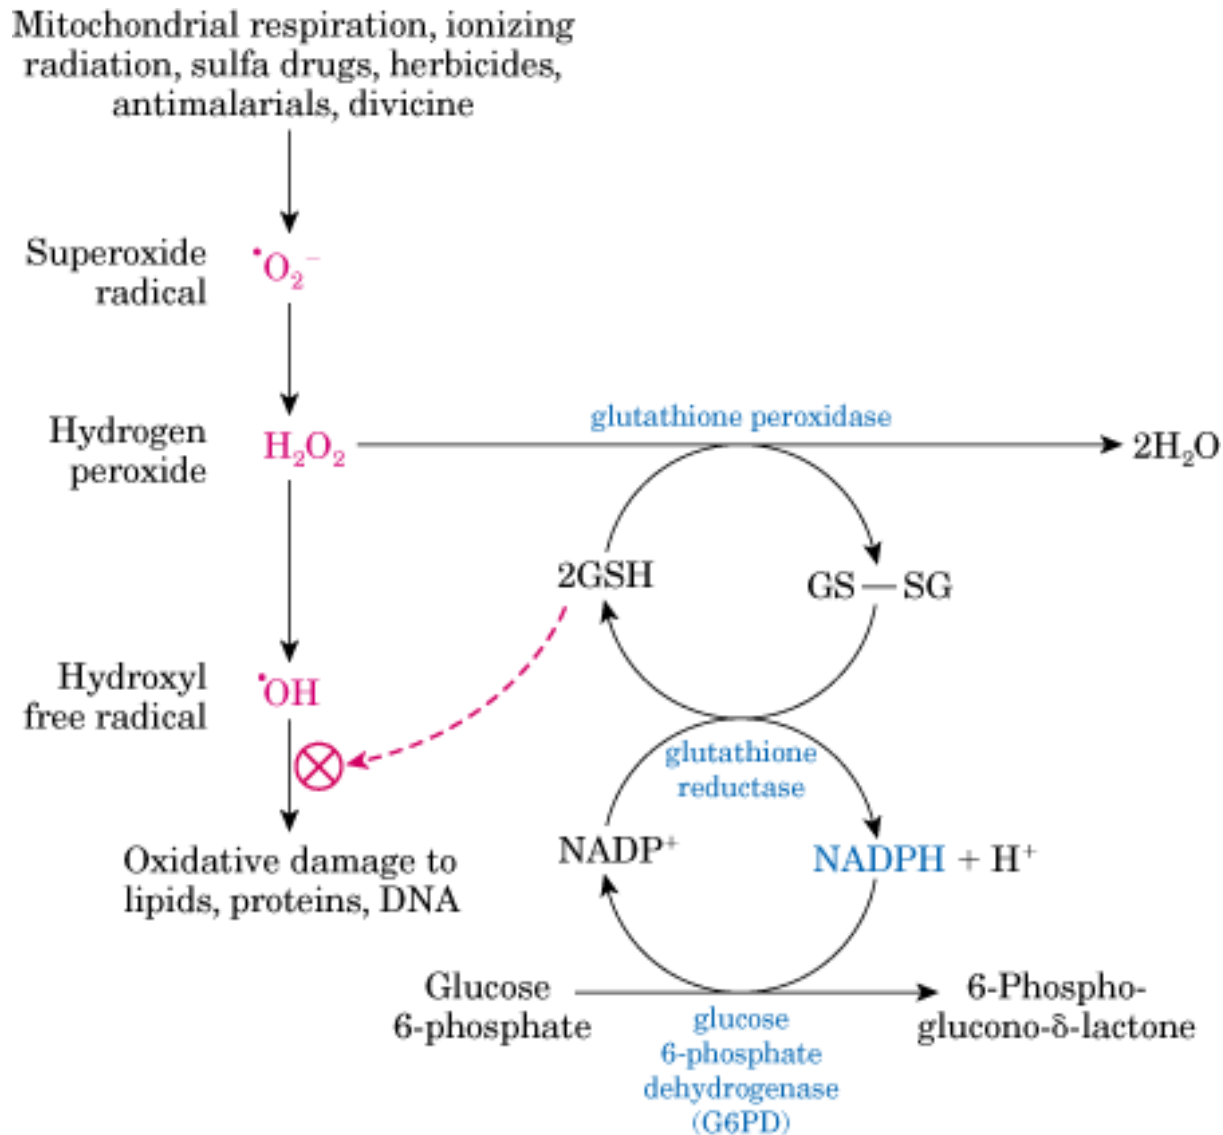 Mitochondrial respiration, ionizing
radiation, sulfa drugs, herbicides,
antimalarials, divicine
Superoxide
radical
•O₂⁻
Hydrogen
peroxide
H₂O₂
glutathione peroxidase
2H₂O
2GSH
GS—SG
Hydroxyl
free radical
•OH
glutathione
reductase
NADP⁺
NADPH + H⁺
Oxidative damage to
lipids, proteins, DNA
Glucose
6-phosphate
6-Phospho-
glucono-δ-lactone
glucose
6-phosphate
dehydrogenase
(G6PD)